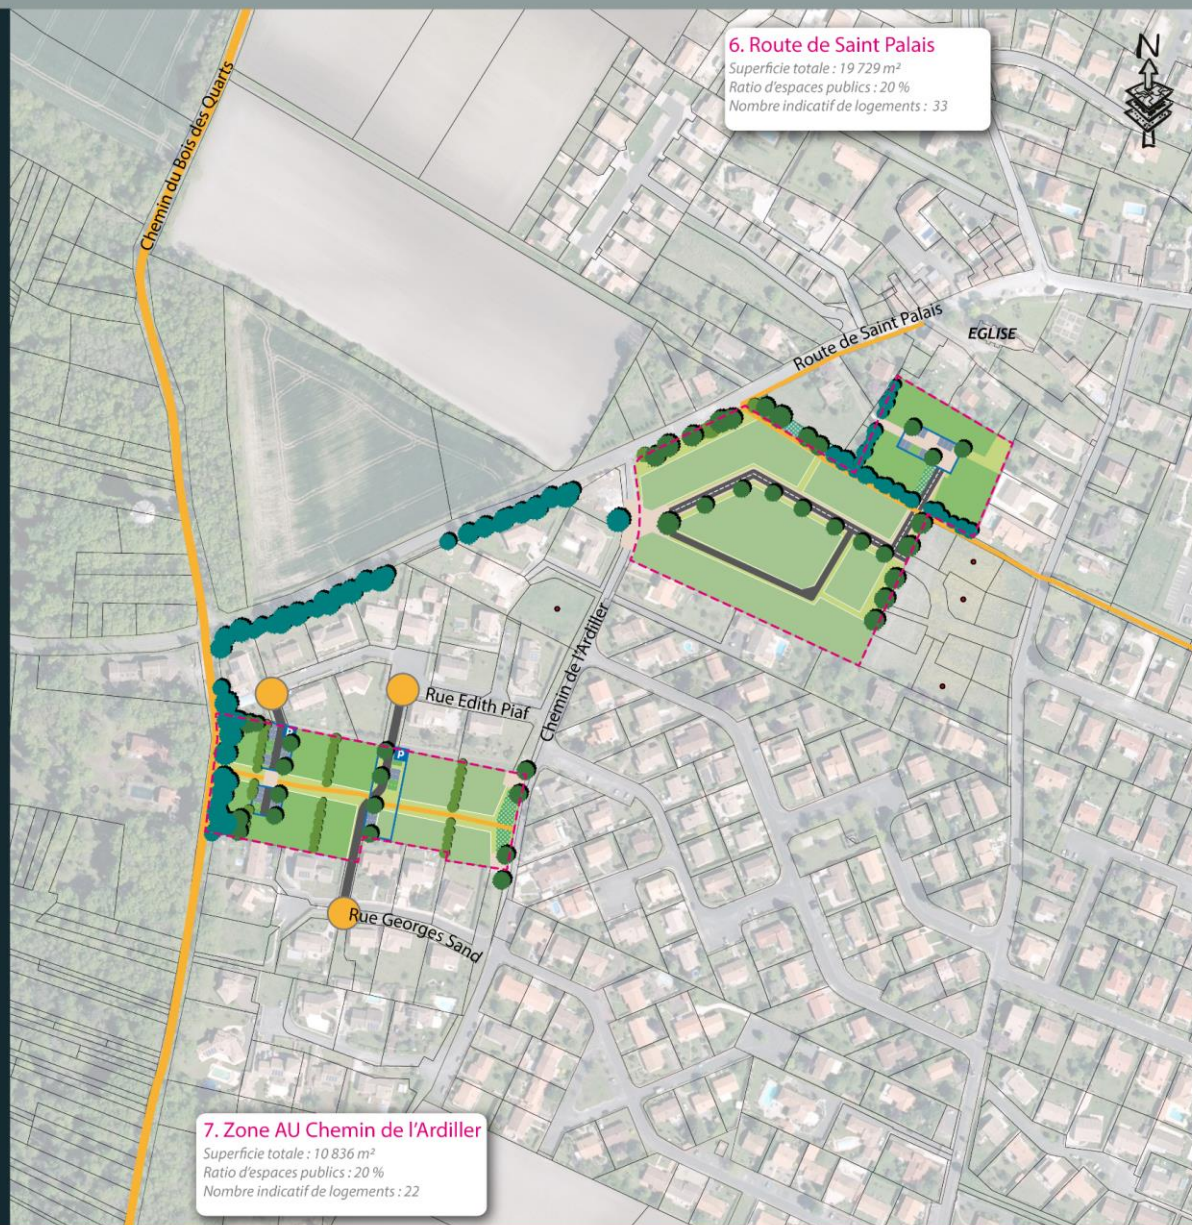 6. Route de Saint Palais
Superficie totale : 19 729 m²
Ratio d'espaces publics : 20 %
Nombre indicatif de logements : 33
N
Chemin du Bois des Quarts
Route de Saint Palais
EGLISE
Chemin de l'Ardiller
Rue Edith Piaf
P
P
Rue Georges Sand
7. Zone AU Chemin de l'Ardiller
Superficie totale : 10 836 m²
Ratio d'espaces publics : 20 %
Nombre indicatif de logements : 22